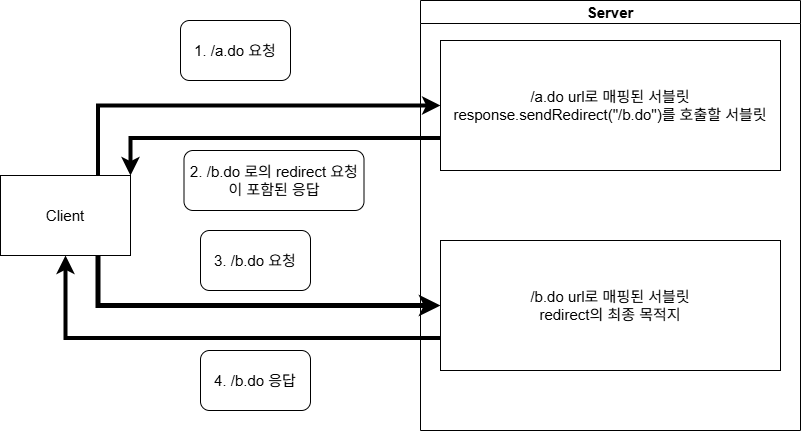 Server
1. /a.do 요청
/a.do url로 매핑된 서블릿
response.sendRedirect("/b.do")를 호출할 서블릿
2. /b.do 로의 redirect 요청
이 포함된 응답
Client
3. /b.do 요청
/b.do url로 매핑된 서블릿
redirect의 최종 목적지
4. /b.do 응답